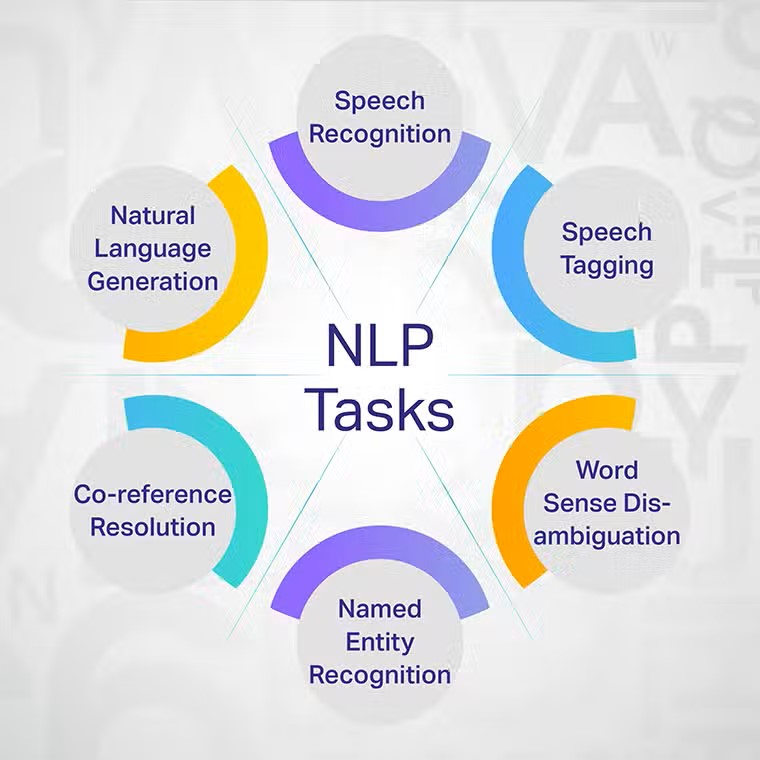 Speech
Recognition
Natural
Language
Generation
Speech
Tagging
NLP
Tasks
Co-reference
Resolution
Word
Sense Dis-
ambiguation
Named
Entity
Recognition